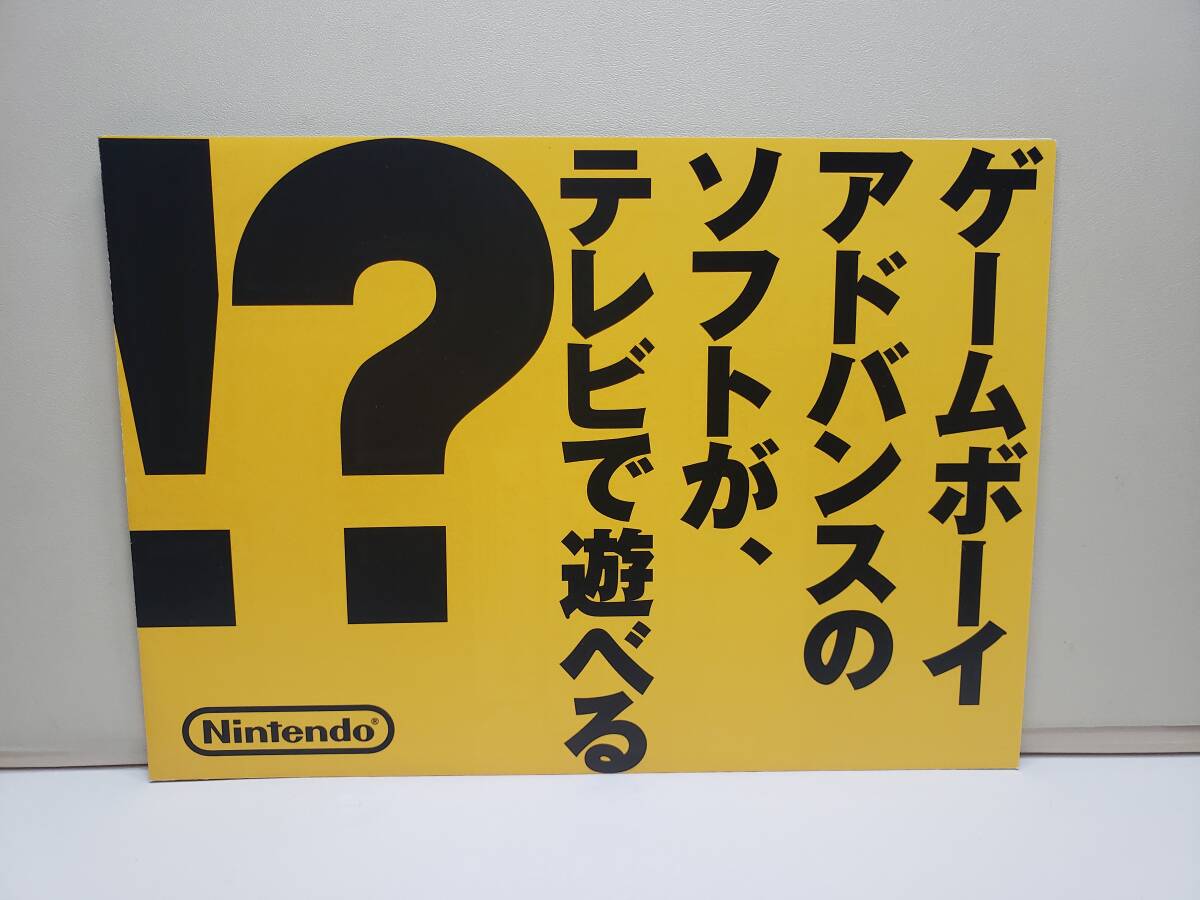 ゲームボーイ
アドバンスの
ソフトが、
テレビで遊べる
!?
Nintendo®